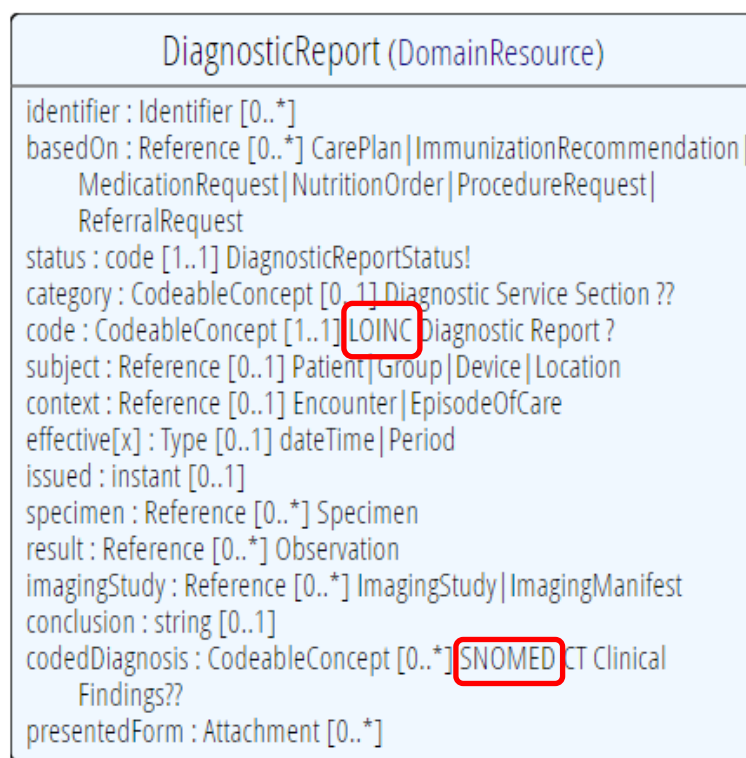 DiagnosticReport (DomainResource)
identifier : Identifier [0..*]
basedOn : Reference [0..*] CarePlan|ImmunizationRecommendation|
MedicationRequest|NutritionOrder|ProcedureRequest|
ReferralRequest
status : code [1..1] DiagnosticReportStatus!
category : CodeableConcept [0..1] Diagnostic Service Section ??
code : CodeableConcept [1..1] LOINC Diagnostic Report ?
subject : Reference [0..1] Patient|Group|Device|Location
context : Reference [0..1] Encounter|EpisodeOfCare
effective[x] : Type [0..1] dateTime|Period
issued : instant [0..1]
specimen : Reference [0..*] Specimen
result : Reference [0..*] Observation
imagingStudy : Reference [0..*] ImagingStudy|ImagingManifest
conclusion : string [0..1]
codedDiagnosis : CodeableConcept [0..*] SNOMED CT Clinical
Findings??
presentedForm : Attachment [0..*]